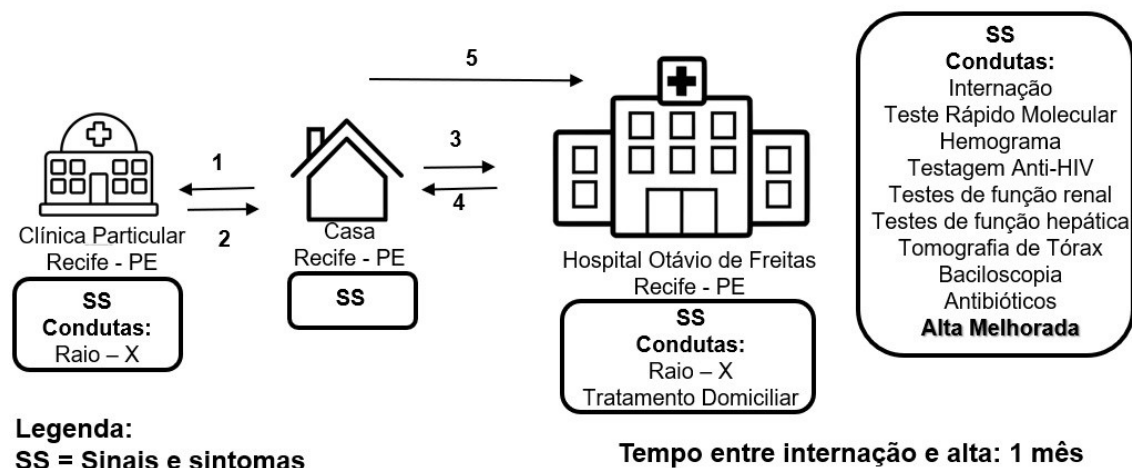 1
2
3
4
5
Clínica Particular
Recife - PE
SS
Condutas:
Raio – X
Casa
Recife - PE
SS
Hospital Otávio de Freitas
Recife - PE
SS
Condutas:
Raio – X
Tratamento Domiciliar
SS
Condutas:
Internação
Teste Rápido Molecular
Hemograma
Testagem Anti-HIV
Testes de função renal
Testes de função hepática
Tomografia de Tórax
Baciloscopia
Antibióticos
Alta Melhorada
Legenda:
SS = Sinais e sintomas
Tempo entre internação e alta: 1 mês